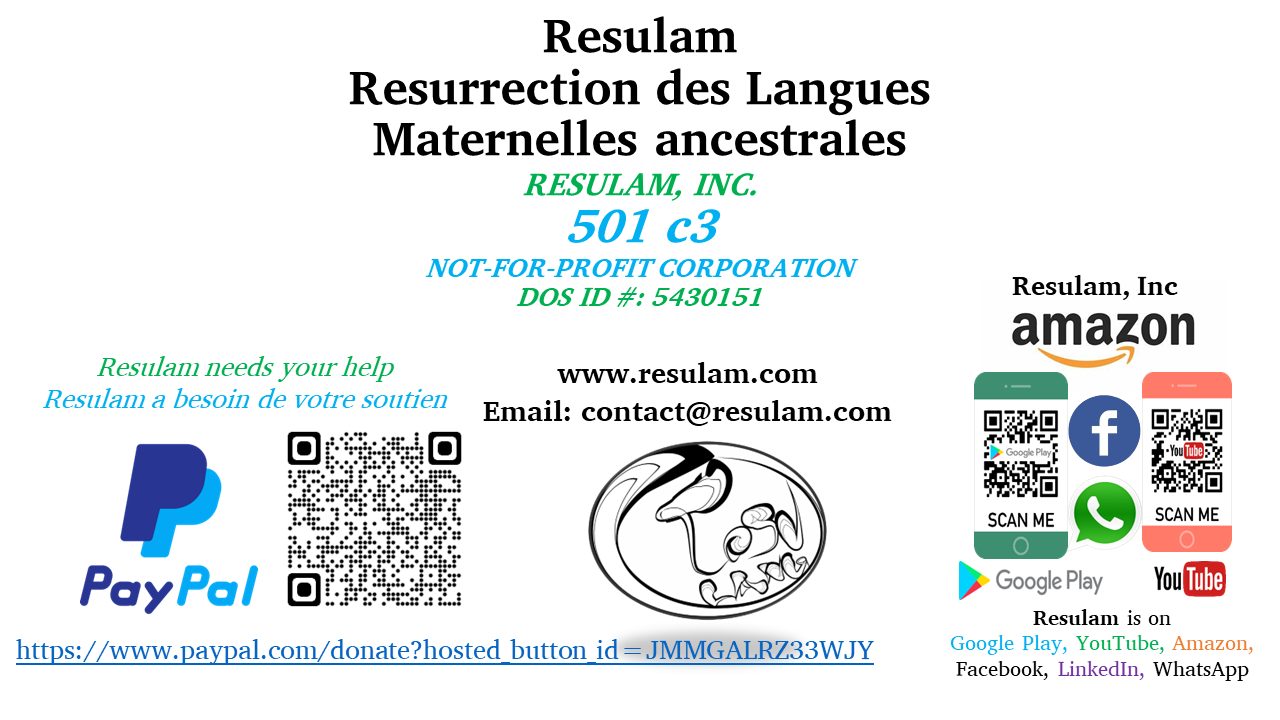 Resulam
Resurrection des Langues
Maternelles ancestrales
RESULAM, INC.
501 c3
NOT-FOR-PROFIT CORPORATION
DOS ID #: 5430151
Resulam needs your help
Resulam a besoin de votre soutien
PayPal
https://www.paypal.com/donate?hosted_button_id=JMMGALRZ33WJY
www.resulam.com
Email: contact@resulam.com
Resulam, Inc
amazon
Google Play
SCAN ME
YouTube
SCAN ME
Google Play
YouTube
Resulam is on
Google Play, YouTube, Amazon,
Facebook, LinkedIn, WhatsApp